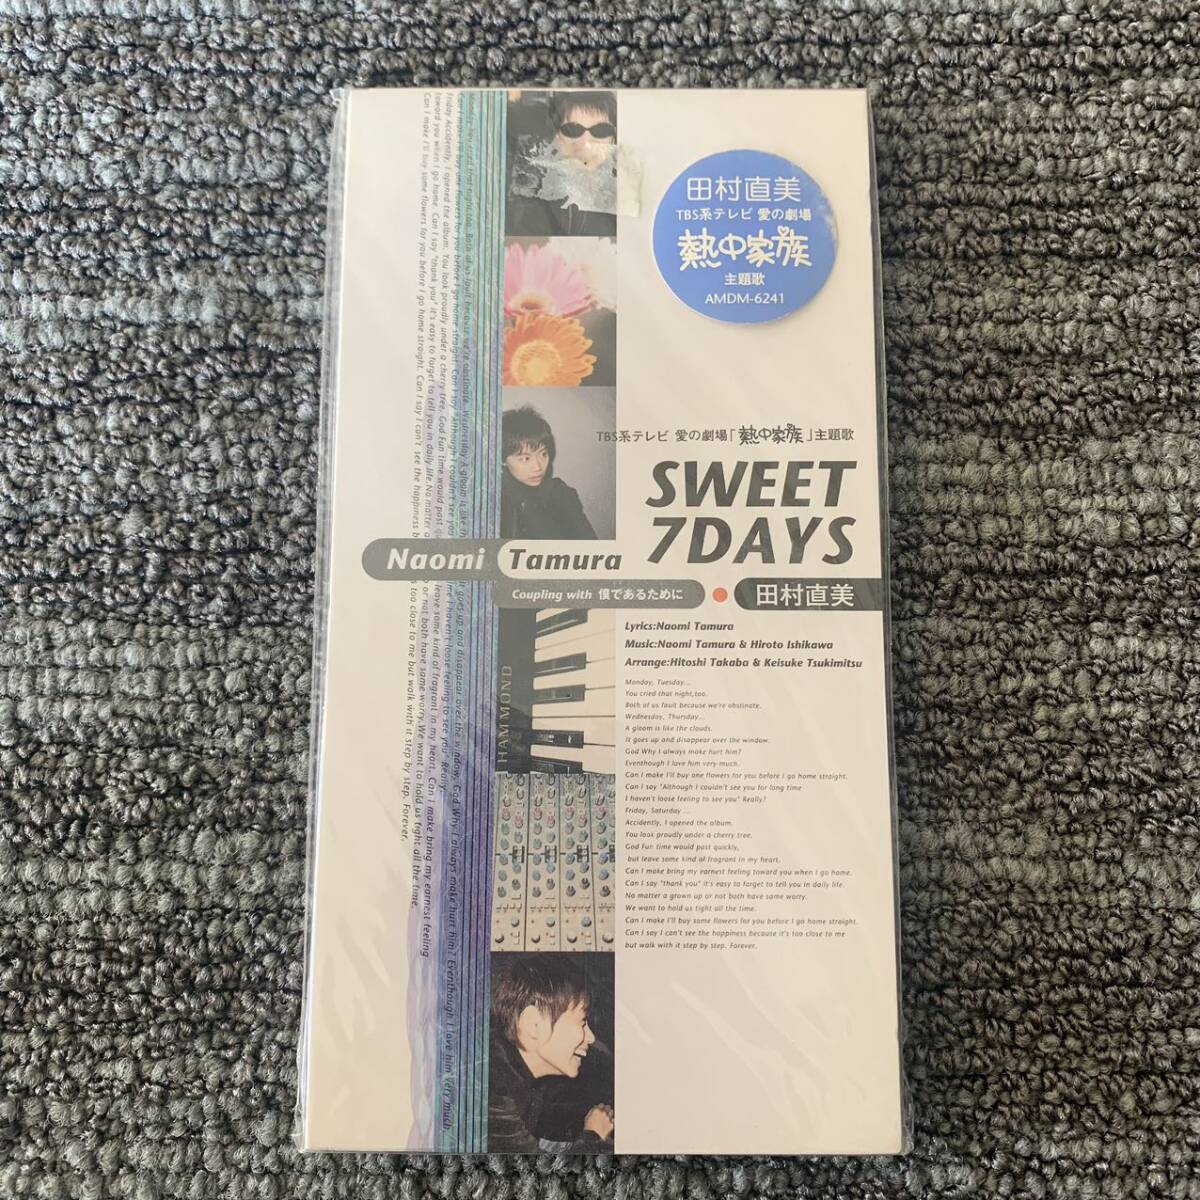 田村直美
TBS系テレビ 愛の劇場
熱中家族
主題歌
AMDM-6241
TBS系テレビ 愛の劇場「熱中家族」主題歌
SWEET
7DAYS
Naomi Tamura
Coupling with 僕であるために
田村直美
Lyrics:Naomi Tamura
Music:Naomi Tamura & Hiroto Ishikawa
Arrange:Hitoshi Takaba & Keisuke Tsukimitsu
Monday, Tuesday...
You cried that night,too.
Both of us fault because we're obstinate.
Wednesday, Thursday...
A gloom is like the clouds.
It goes up and disappear over the window.
God Why I always make hurt him?
Eventhough I love him very much.
Can I make I'll buy one flowers for you before I go home straight.
Can I say "Although I couldn't see you for long time
I haven't loose feeling to see you" Really?
Friday, Saturday ...
Accidently, I opened the album.
You look proudly under a cherry tree.
God Fun time would past quickly,
but leave some kind of fragrant in my heart.
Can I make bring my earnest feeling toward you when I go home.
Can I say "thank you" it's easy to forget to tell you in daily life.
No matter a grown up or not both have same worry.
We want to hold us tight all the time.
Can I make I'll buy some flowers for you before I go home straight.
Can I say I can't see the happiness because it's too close to me
but walk with it step by step. Forever.
HAMMOND